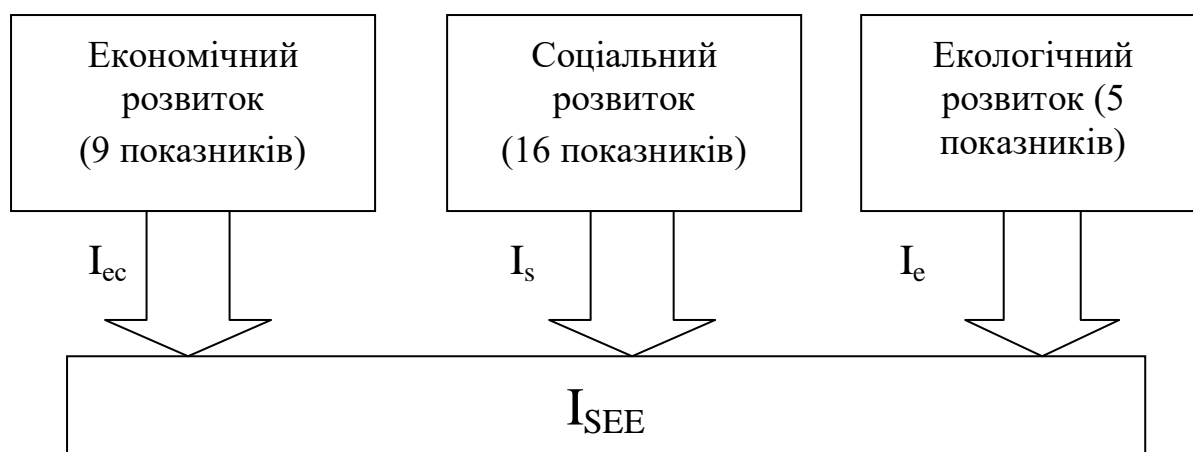 Економічний
розвиток
(9 показників)
Соціальний
розвиток
(16 показників)
Екологічний
розвиток (5
показників)
I_ec
I_s
I_e
I_SEE